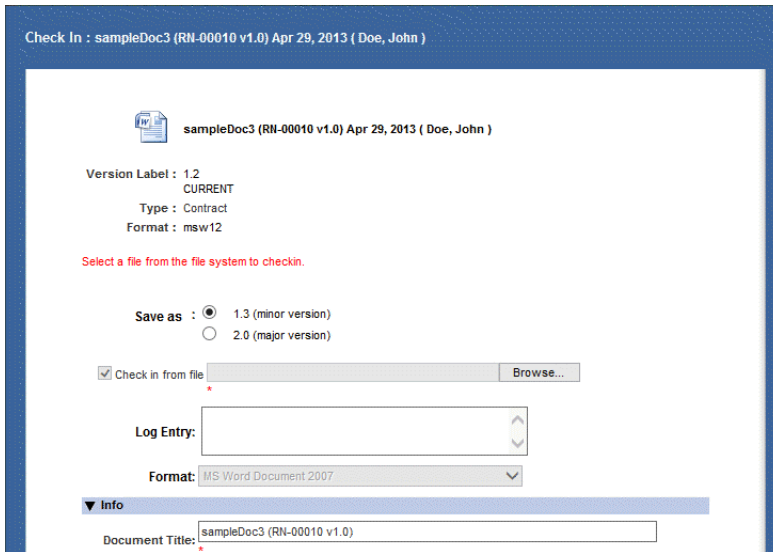 Check In : sampleDoc3 (RN-00010 v1.0) Apr 29, 2013 ( Doe, John )
sampleDoc3 (RN-00010 v1.0) Apr 29, 2013 ( Doe, John )
Version Label : 1.2
CURRENT
Type : Contract
Format : msw12
Select a file from the file system to checkin.
Save as : 1.3 (minor version)
2.0 (major version)
Check in from file Browse...
*
Log Entry:
Format: MS Word Document 2007
▼ Info
Document Title: sampleDoc3 (RN-00010 v1.0)
*